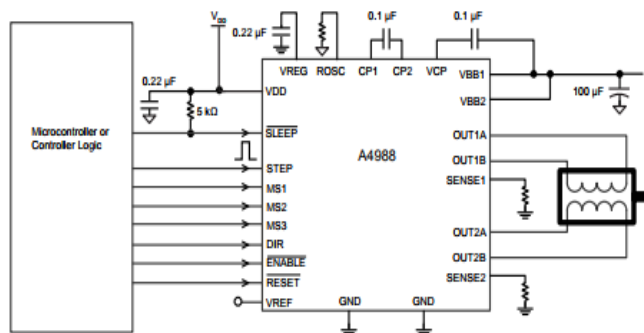 V_DD
0.22 µF
0.1 µF
0.1 µF
VREG
ROSC
CP1
CP2
VCP
VBB1
VBB2
0.22 µF
VDD
5 kΩ
100 µF
Microcontroller or
Controller Logic
SLEEP
A4988
OUT1A
OUT1B
SENSE1
STEP
MS1
MS2
MS3
DIR
ENABLE
RESET
VREF
OUT2A
OUT2B
SENSE2
GND
GND